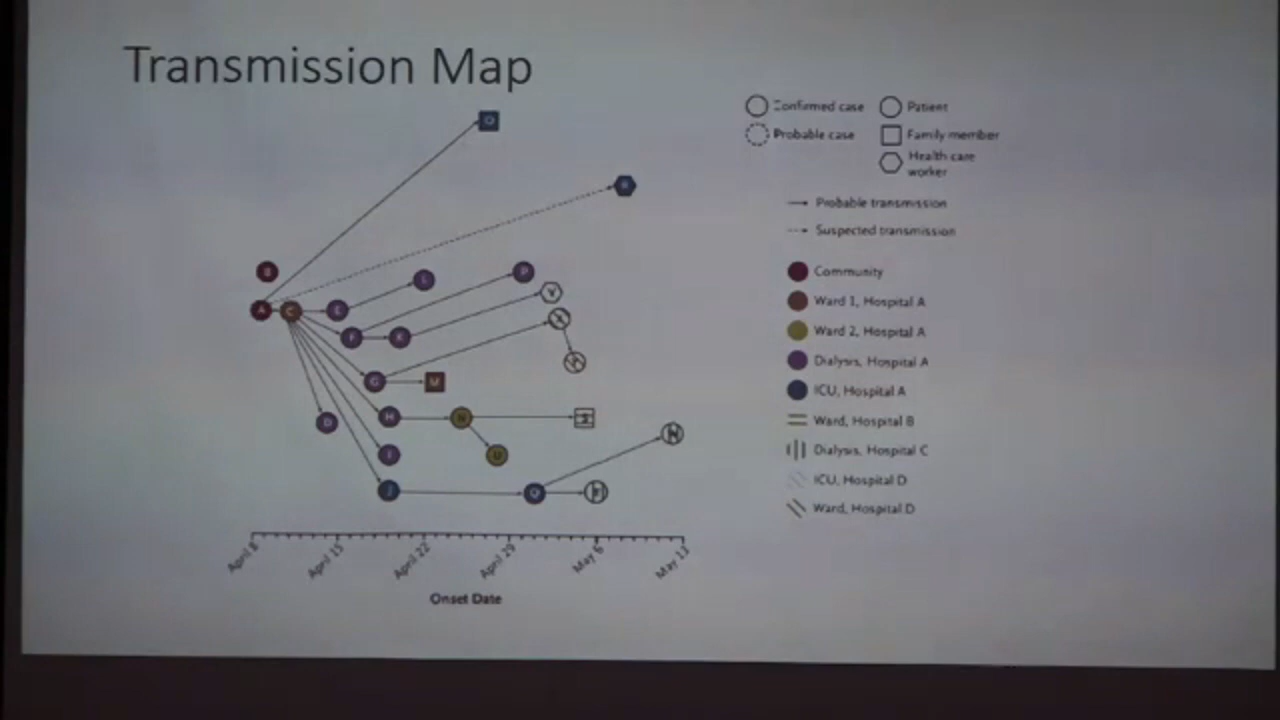 Transmission Map
Confirmed case
Patient
Probable case
Family member
Health care
worker
Probable transmission
Suspected transmission
Community
Ward 1, Hospital A
Ward 2, Hospital A
Dialysis, Hospital A
ICU, Hospital A
Ward, Hospital B
Dialysis, Hospital C
ICU, Hospital D
Ward, Hospital D
O
B
A
C
E
P
V
F
K
X
G
M
D
H
S
U
I
J
Q
April 8
April 15
April 22
April 29
May 6
May 13
Onset Date